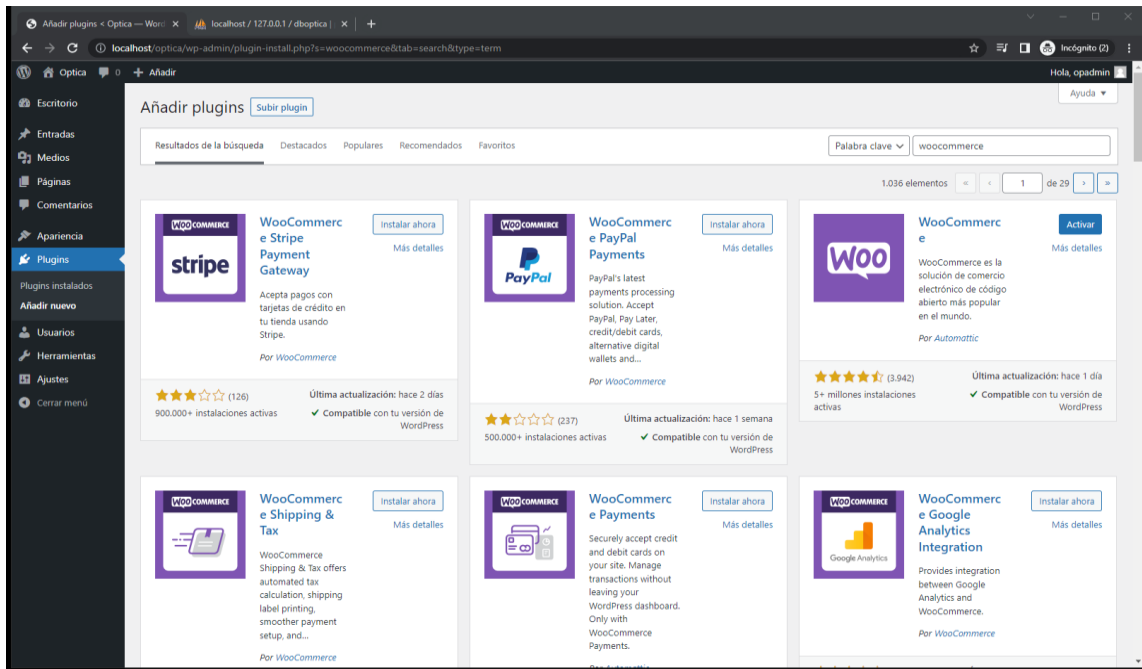 Añadir plugins < Optica — Word
localhost / 127.0.0.1 / dboptica |
localhost/optica/wp-admin/plugin-install.php?s=woocommerce&tab=search&type=term
Incógnito (2)
Optica
0
Añadir
Hola, opadmin
Escritorio
Entradas
Medios
Páginas
Comentarios
Apariencia
Plugins
Plugins instalados
Añadir nuevo
Usuarios
Herramientas
Ajustes
Cerrar menú
Ayuda
Añadir plugins
Subir plugin
Resultados de la búsqueda
Destacados
Populares
Recomendados
Favoritos
Palabra clave
woocommerce
1.036 elementos
«
‹
1
de 29
›
»
WOO COMMERCE
stripe
WooCommerc
e Stripe
Payment
Gateway
Instalar ahora
Más detalles
Acepta pagos con
tarjetas de crédito en
tu tienda usando
Stripe.
Por WooCommerce
(126)
900.000+ instalaciones activas
Última actualización: hace 2 días
Compatible con tu versión de
WordPress
WOO COMMERCE
PayPal
WooCommerc
e PayPal
Payments
Instalar ahora
Más detalles
PayPal's latest
payments processing
solution. Accept
PayPal, Pay Later,
credit/debit cards,
alternative digital
wallets and...
Por WooCommerce
(237)
500.000+ instalaciones activas
Última actualización: hace 1 semana
Compatible con tu versión de
WordPress
WOO
WooCommerc
e
Activar
Más detalles
WooCommerce es la
solución de comercio
electrónico de código
abierto más popular
en el mundo.
Por Automattic
(3.942)
5+ millones instalaciones
activas
Última actualización: hace 1 día
Compatible con tu versión de
WordPress
WOO COMMERCE
WooCommerc
e Shipping &
Tax
Instalar ahora
Más detalles
WooCommerce
Shipping & Tax offers
automated tax
calculation, shipping
label printing,
smoother payment
setup, and...
Por WooCommerce
WOO COMMERCE
WooCommerc
e Payments
Instalar ahora
Más detalles
Securely accept credit
and debit cards on
your site. Manage
transactions without
leaving your
WordPress dashboard.
Only with
WooCommerce
Payments.
WOO COMMERCE
Google Analytics
WooCommerc
e Google
Analytics
Integration
Instalar ahora
Más detalles
Provides integration
between Google
Analytics and
WooCommerce.
Por WooCommerce